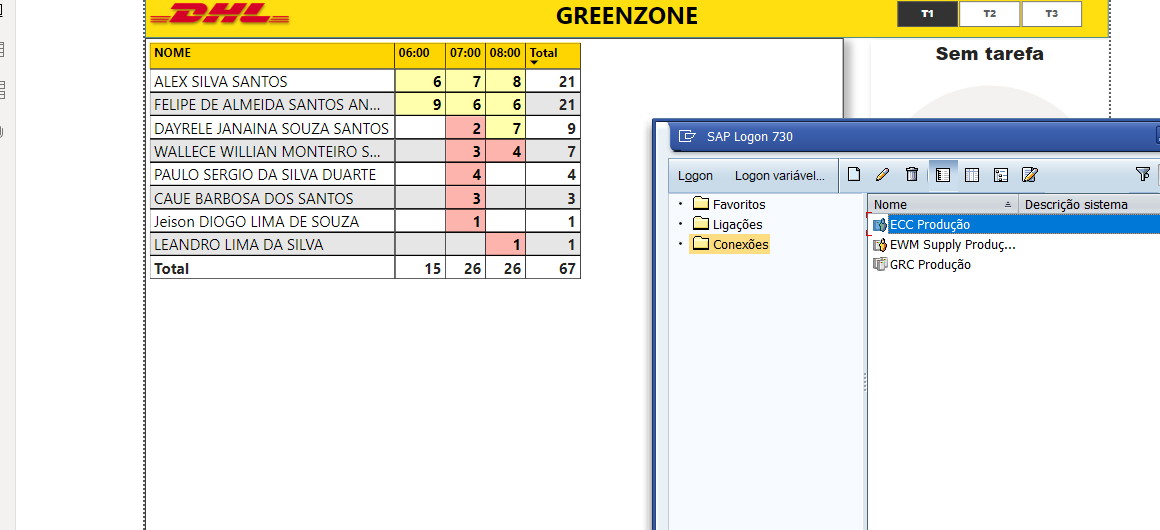 DHL
GREENZONE
T1 T2 T3
NOME 06:00 07:00 08:00 Total
ALEX SILVA SANTOS 6 7 8 21
FELIPE DE ALMEIDA SANTOS AN... 9 6 6 21
DAYRELE JANAINA SOUZA SANTOS 2 7 9
WALLECE WILLIAN MONTEIRO S... 3 4 7
PAULO SERGIO DA SILVA DUARTE 4 4
CAUE BARBOSA DOS SANTOS 3 3
Jeison DIOGO LIMA DE SOUZA 1 1
LEANDRO LIMA DA SILVA 1 1
Total 15 26 26 67
Sem tarefa
SAP Logon 730
Logon Logon variável...
Favoritos
Ligações
Conexões
Nome Descrição sistema
ECC Produção
EWM Supply Produç...
GRC Produção